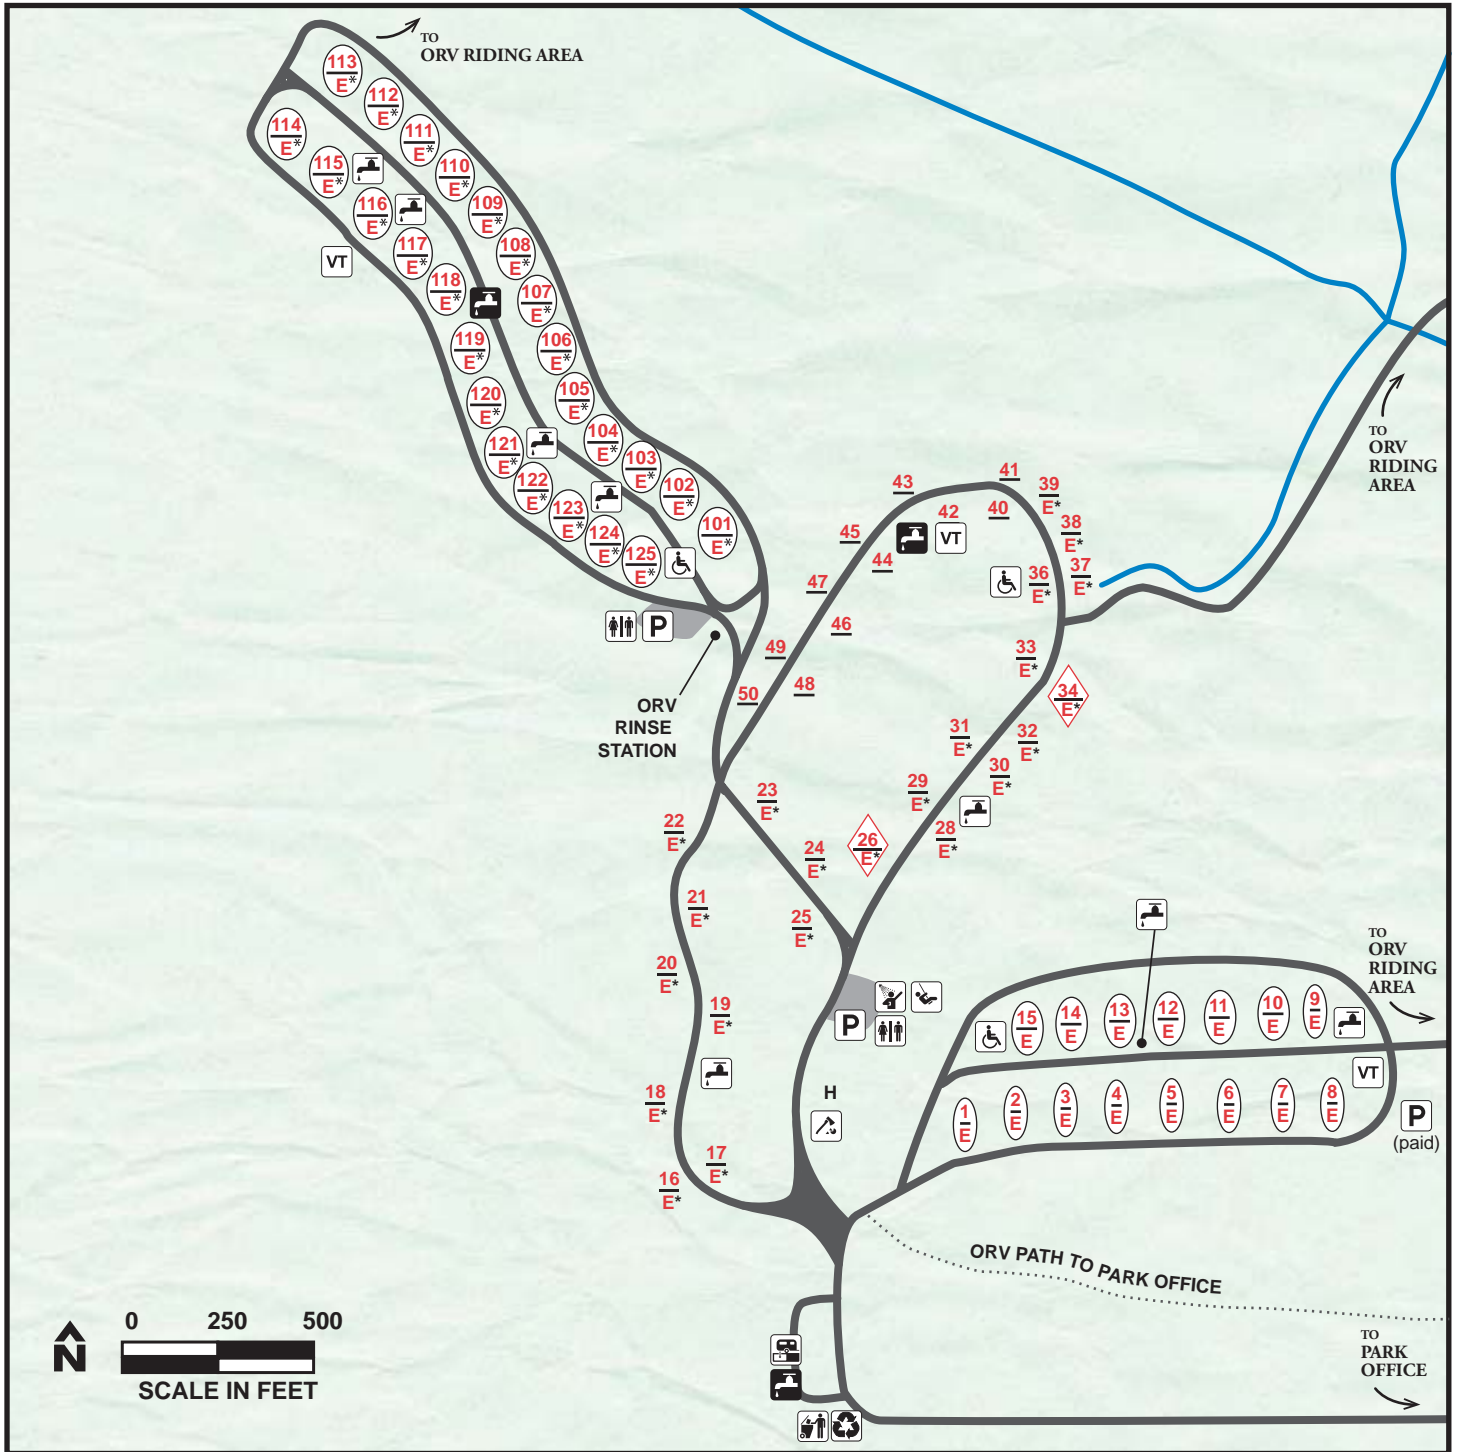 TO
ORV RIDING AREA
113
E*
112
E*
111
E*
110
E*
109
E*
108
E*
107
E*
106
E*
105
E*
104
E*
103
E*
102
E*
101
E*
114
E*
115
E*
116
E*
117
E*
118
E*
119
E*
120
E*
121
E*
122
E*
123
E*
124
E*
125
E*
VT
P
ORV
RINSE
STATION
TO
ORV
RIDING
AREA
43
41
39
E*
42
40
38
E*
45
VT
44
36
E*
37
E*
47
46
33
E*
49
48
34
E*
50
31
E*
32
E*
30
E*
29
E*
28
E*
23
E*
22
E*
24
E*
26
E*
21
E*
25
E*
20
E*
19
E*
18
E*
17
E*
16
E*
P
H
TO
ORV
RIDING
AREA
15
E
14
E
13
E
12
E
11
E
10
E
9
E
VT
1
E
2
E
3
E
4
E
5
E
6
E
7
E
8
E
P
(paid)
ORV PATH TO PARK OFFICE
TO
PARK
OFFICE
N
0 250 500
SCALE IN FEET